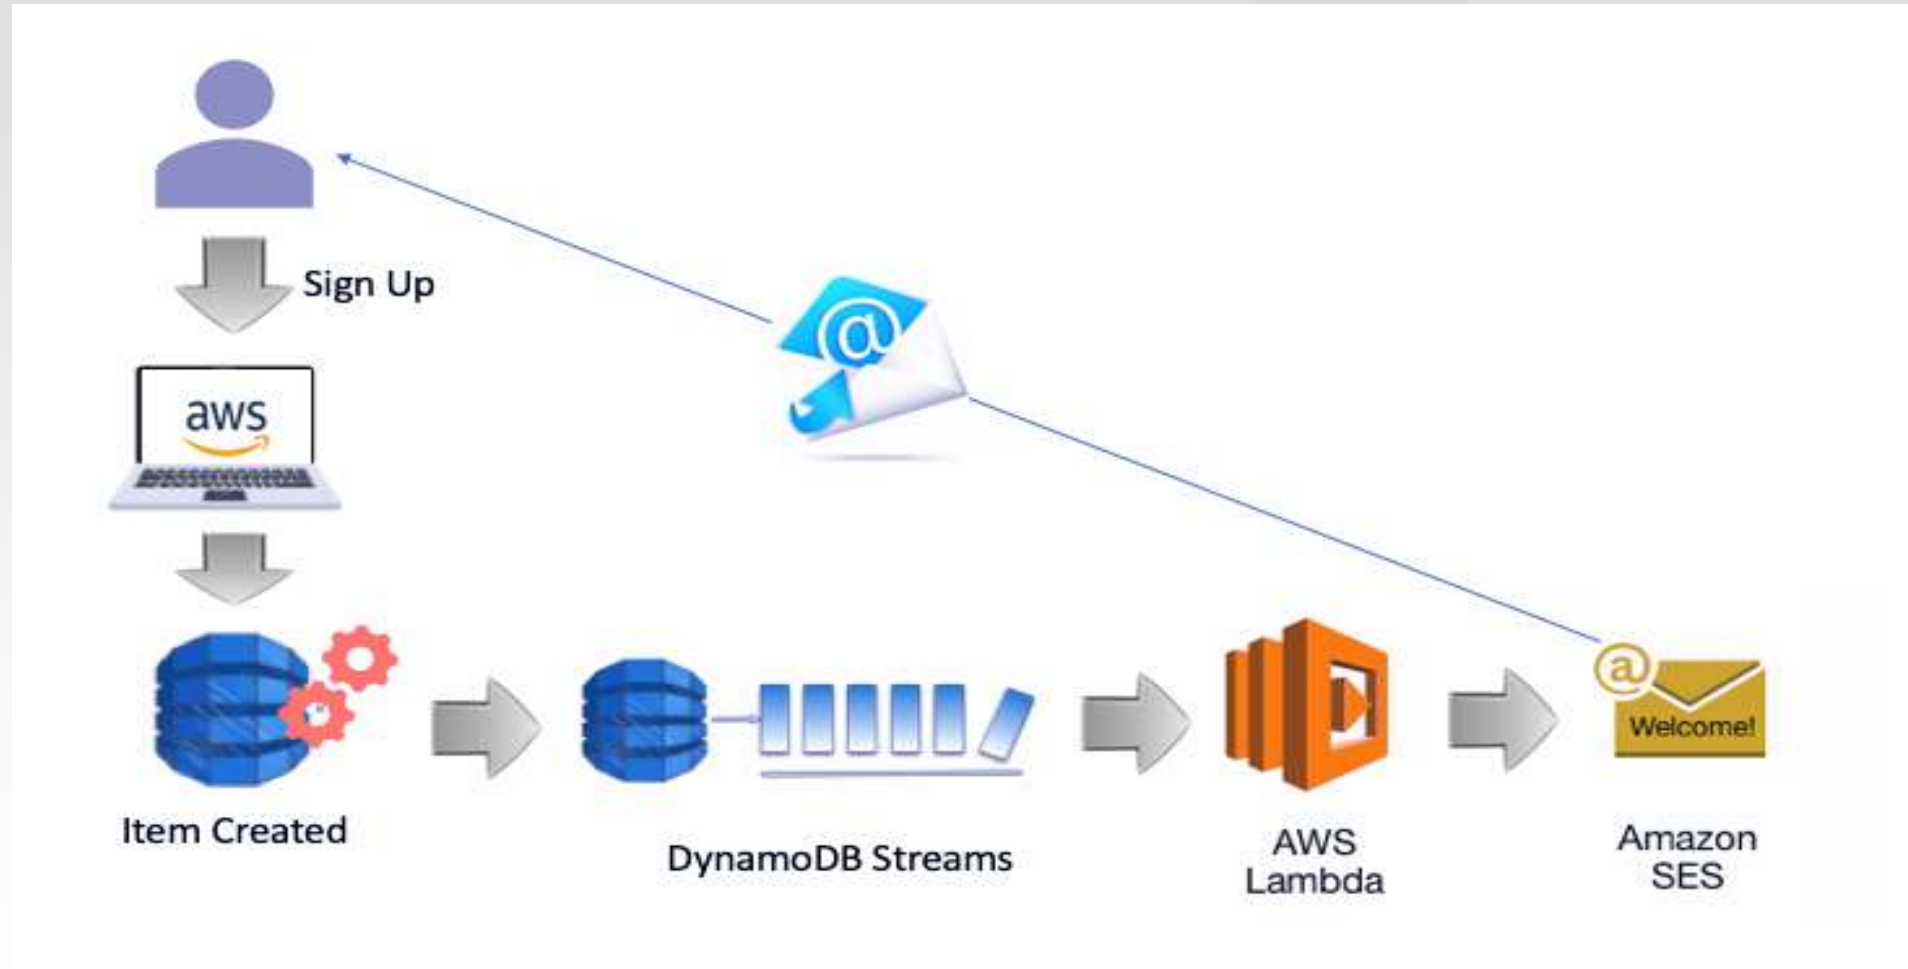 Sign Up
aws
@
@
Welcome!
Item Created
DynamoDB Streams
AWS
Lambda
Amazon
SES